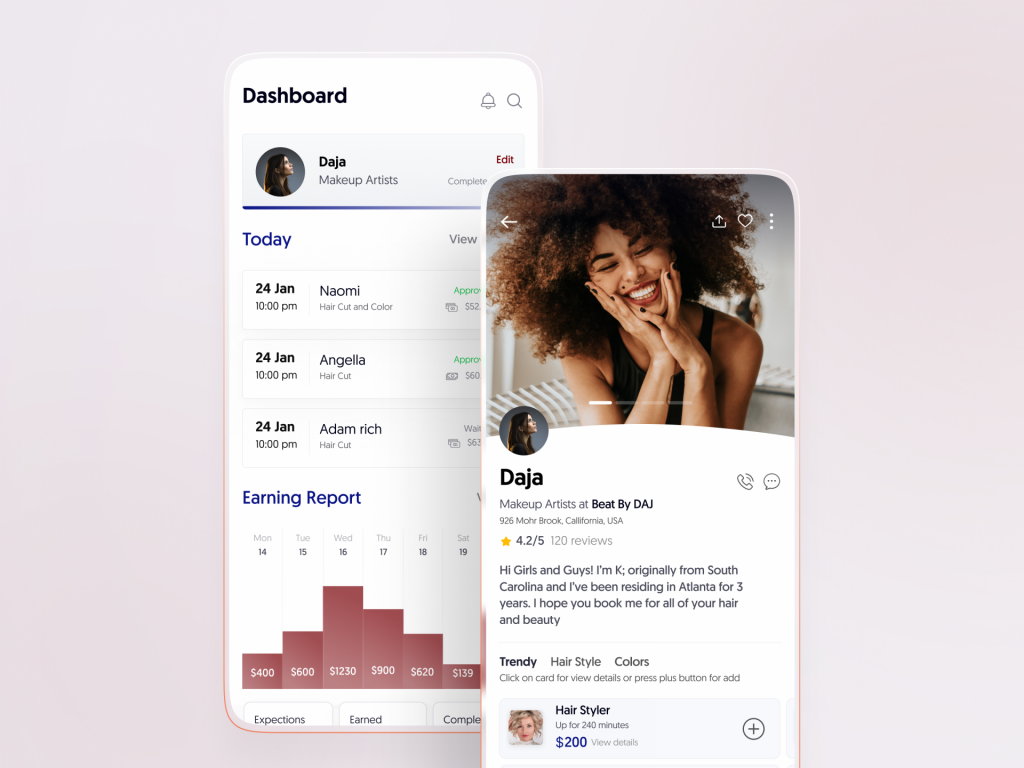 Dashboard
Daja
Edit
Makeup Artists
Complete
Today
View
24 Jan
Naomi
10:00 pm
Hair Cut and Color
24 Jan
Angella
10:00 pm
Hair Cut
$60
24 Jan
Adam rich
10:00 pm
Hair Cut
Earning Report
Mon Tue Wed Thu Fri Sat
14 15 16 17 18 19
$400 $600 $1230 $900 $620 $139
Expections
Earned
Daja
Makeup Artists at Beat By DAJ
926 Mohr Brook, Callifornia, USA
4.2/5 120 reviews
Hi Girls and Guys! I'm K; originally from South
Carolina and I've been residing in Atlanta for 3
years. I hope you book me for all of your hair
and beauty
Trendy Hair Style Colors
Click on card for view details or press plus button for add
Hair Styler
Up for 240 minutes
$200 View details